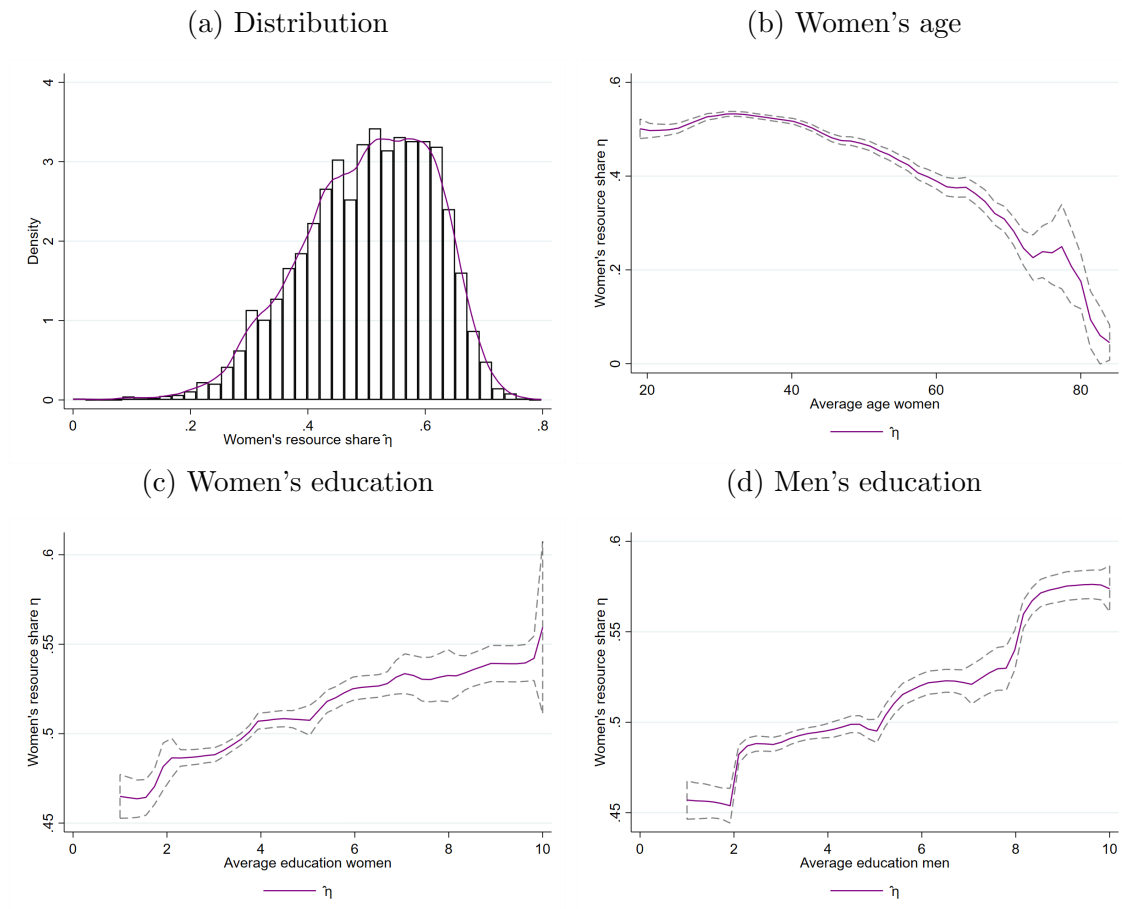 (a) Distribution
(b) Women's age
4
3
2
1
0
Density
0 .2 .4 .6 .8
Women's resource share η̂
.6
.4
.2
0
Women's resource share η
20 40 60 80
Average age women
η̂
(c) Women's education
(d) Men's education
.6
.55
.5
.45
Women's resource share η
0 2 4 6 8 10
Average education women
η̂
.6
.55
.5
.45
Women's resource share η
0 2 4 6 8 10
Average education men
η̂